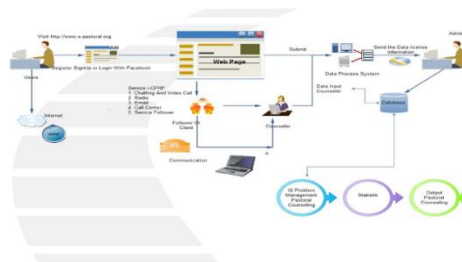 Visit http://www.e-pastoral.org
Admin
Register SignUp or Login With Facebook
Web Page
Submit
Send the Data license
Information
Data Process System
Users
Service >GPRF
1 Chatting And Video Call
2 Radio
3 Email
4 Call Center
5 Service Follower
Data Input
Counselor
Database
Internet
Follower Or
Client
Counselor
Communication
IS Problem
Management
Pastoral
Counseling
Statistik
Output
Pastoral
Counseling